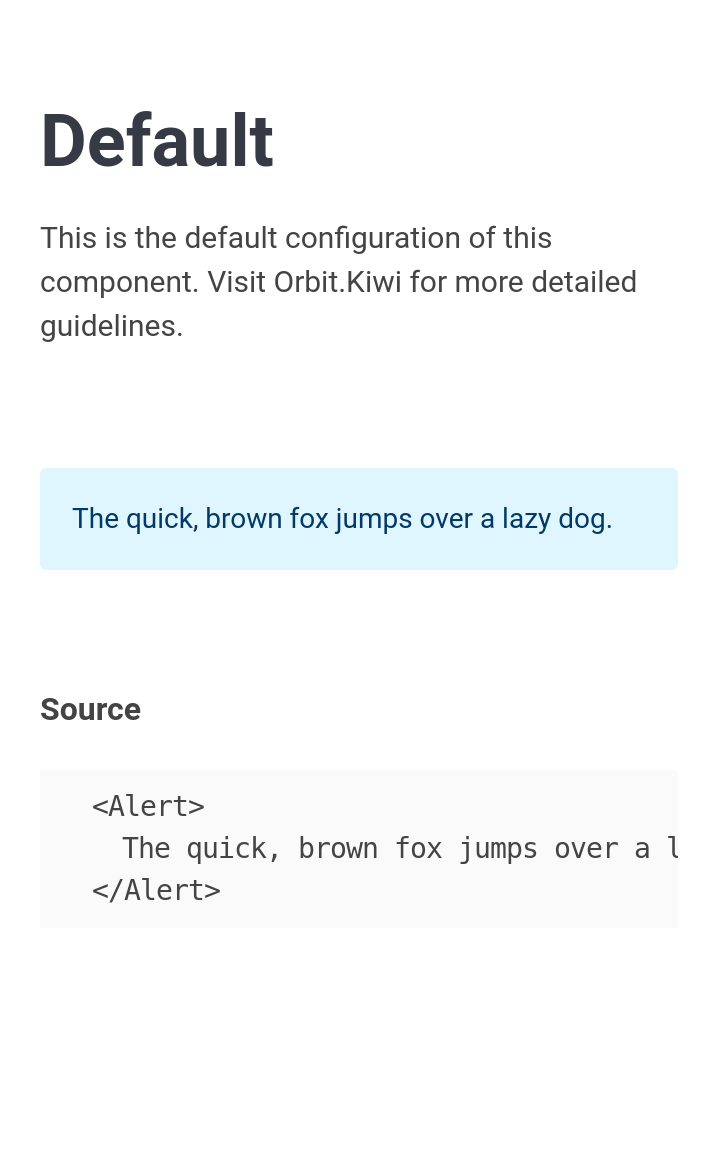 Default
This is the default configuration of this
component. Visit Orbit.Kiwi for more detailed
guidelines.
The quick, brown fox jumps over a lazy dog.
Source
<Alert>
The quick, brown fox jumps over a l
</Alert>